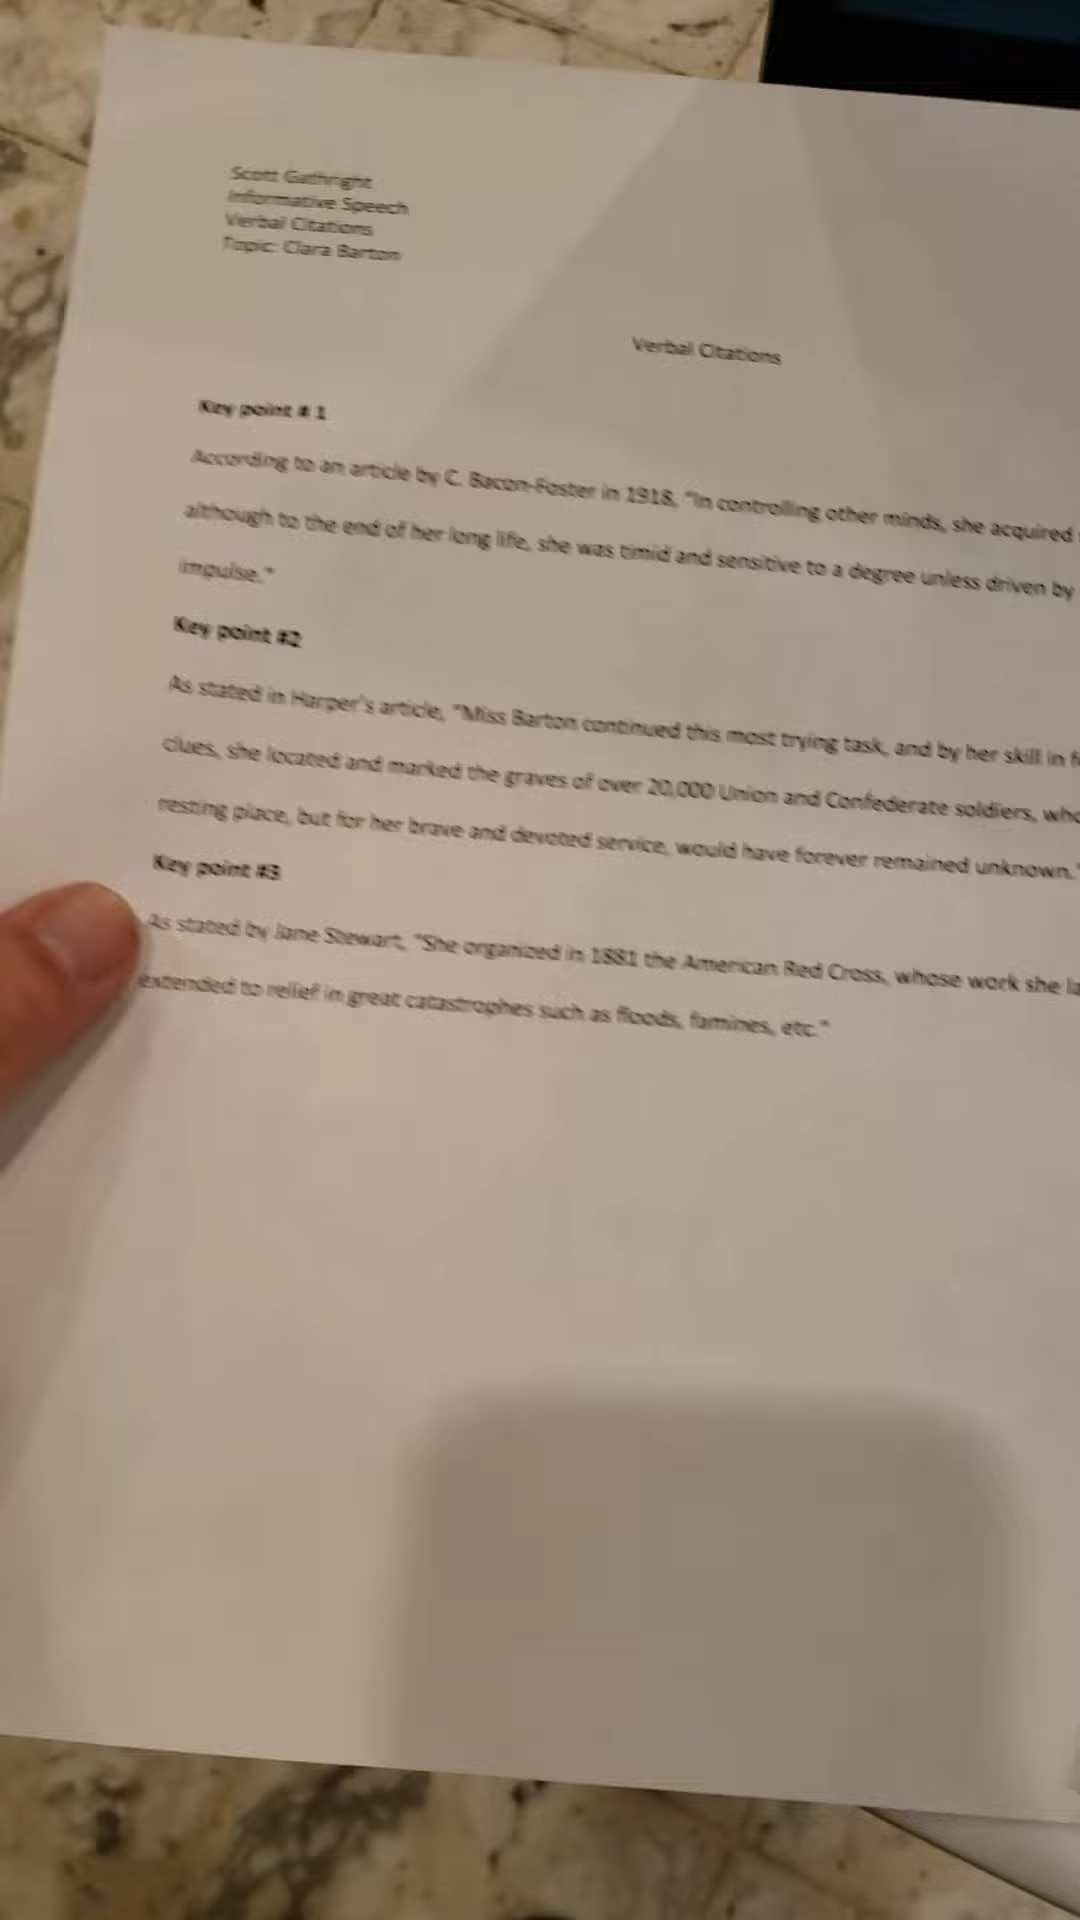 Scott Gathright
Informative Speech
Verbal Citations
Topic: Clara Barton
Verbal Citations
Key point # 1
According to an article by C. Bacon-Foster in 1918, "In controlling other minds, she acquired
although to the end of her long life, she was timid and sensitive to a degree unless driven by
impulse."
Key point #2
As stated in Harper's article, "Miss Barton continued this most trying task, and by her skill in
clues, she located and marked the graves of over 20,000 Union and Confederate soldiers,
resting place, but for her brave and devoted service, would have forever remained unknown."
Key point #3
As stated by Jane Stewart, "She organized in 1881 the American Red Cross, whose work she
extended to relief in great catastrophes such as floods, famines, etc."